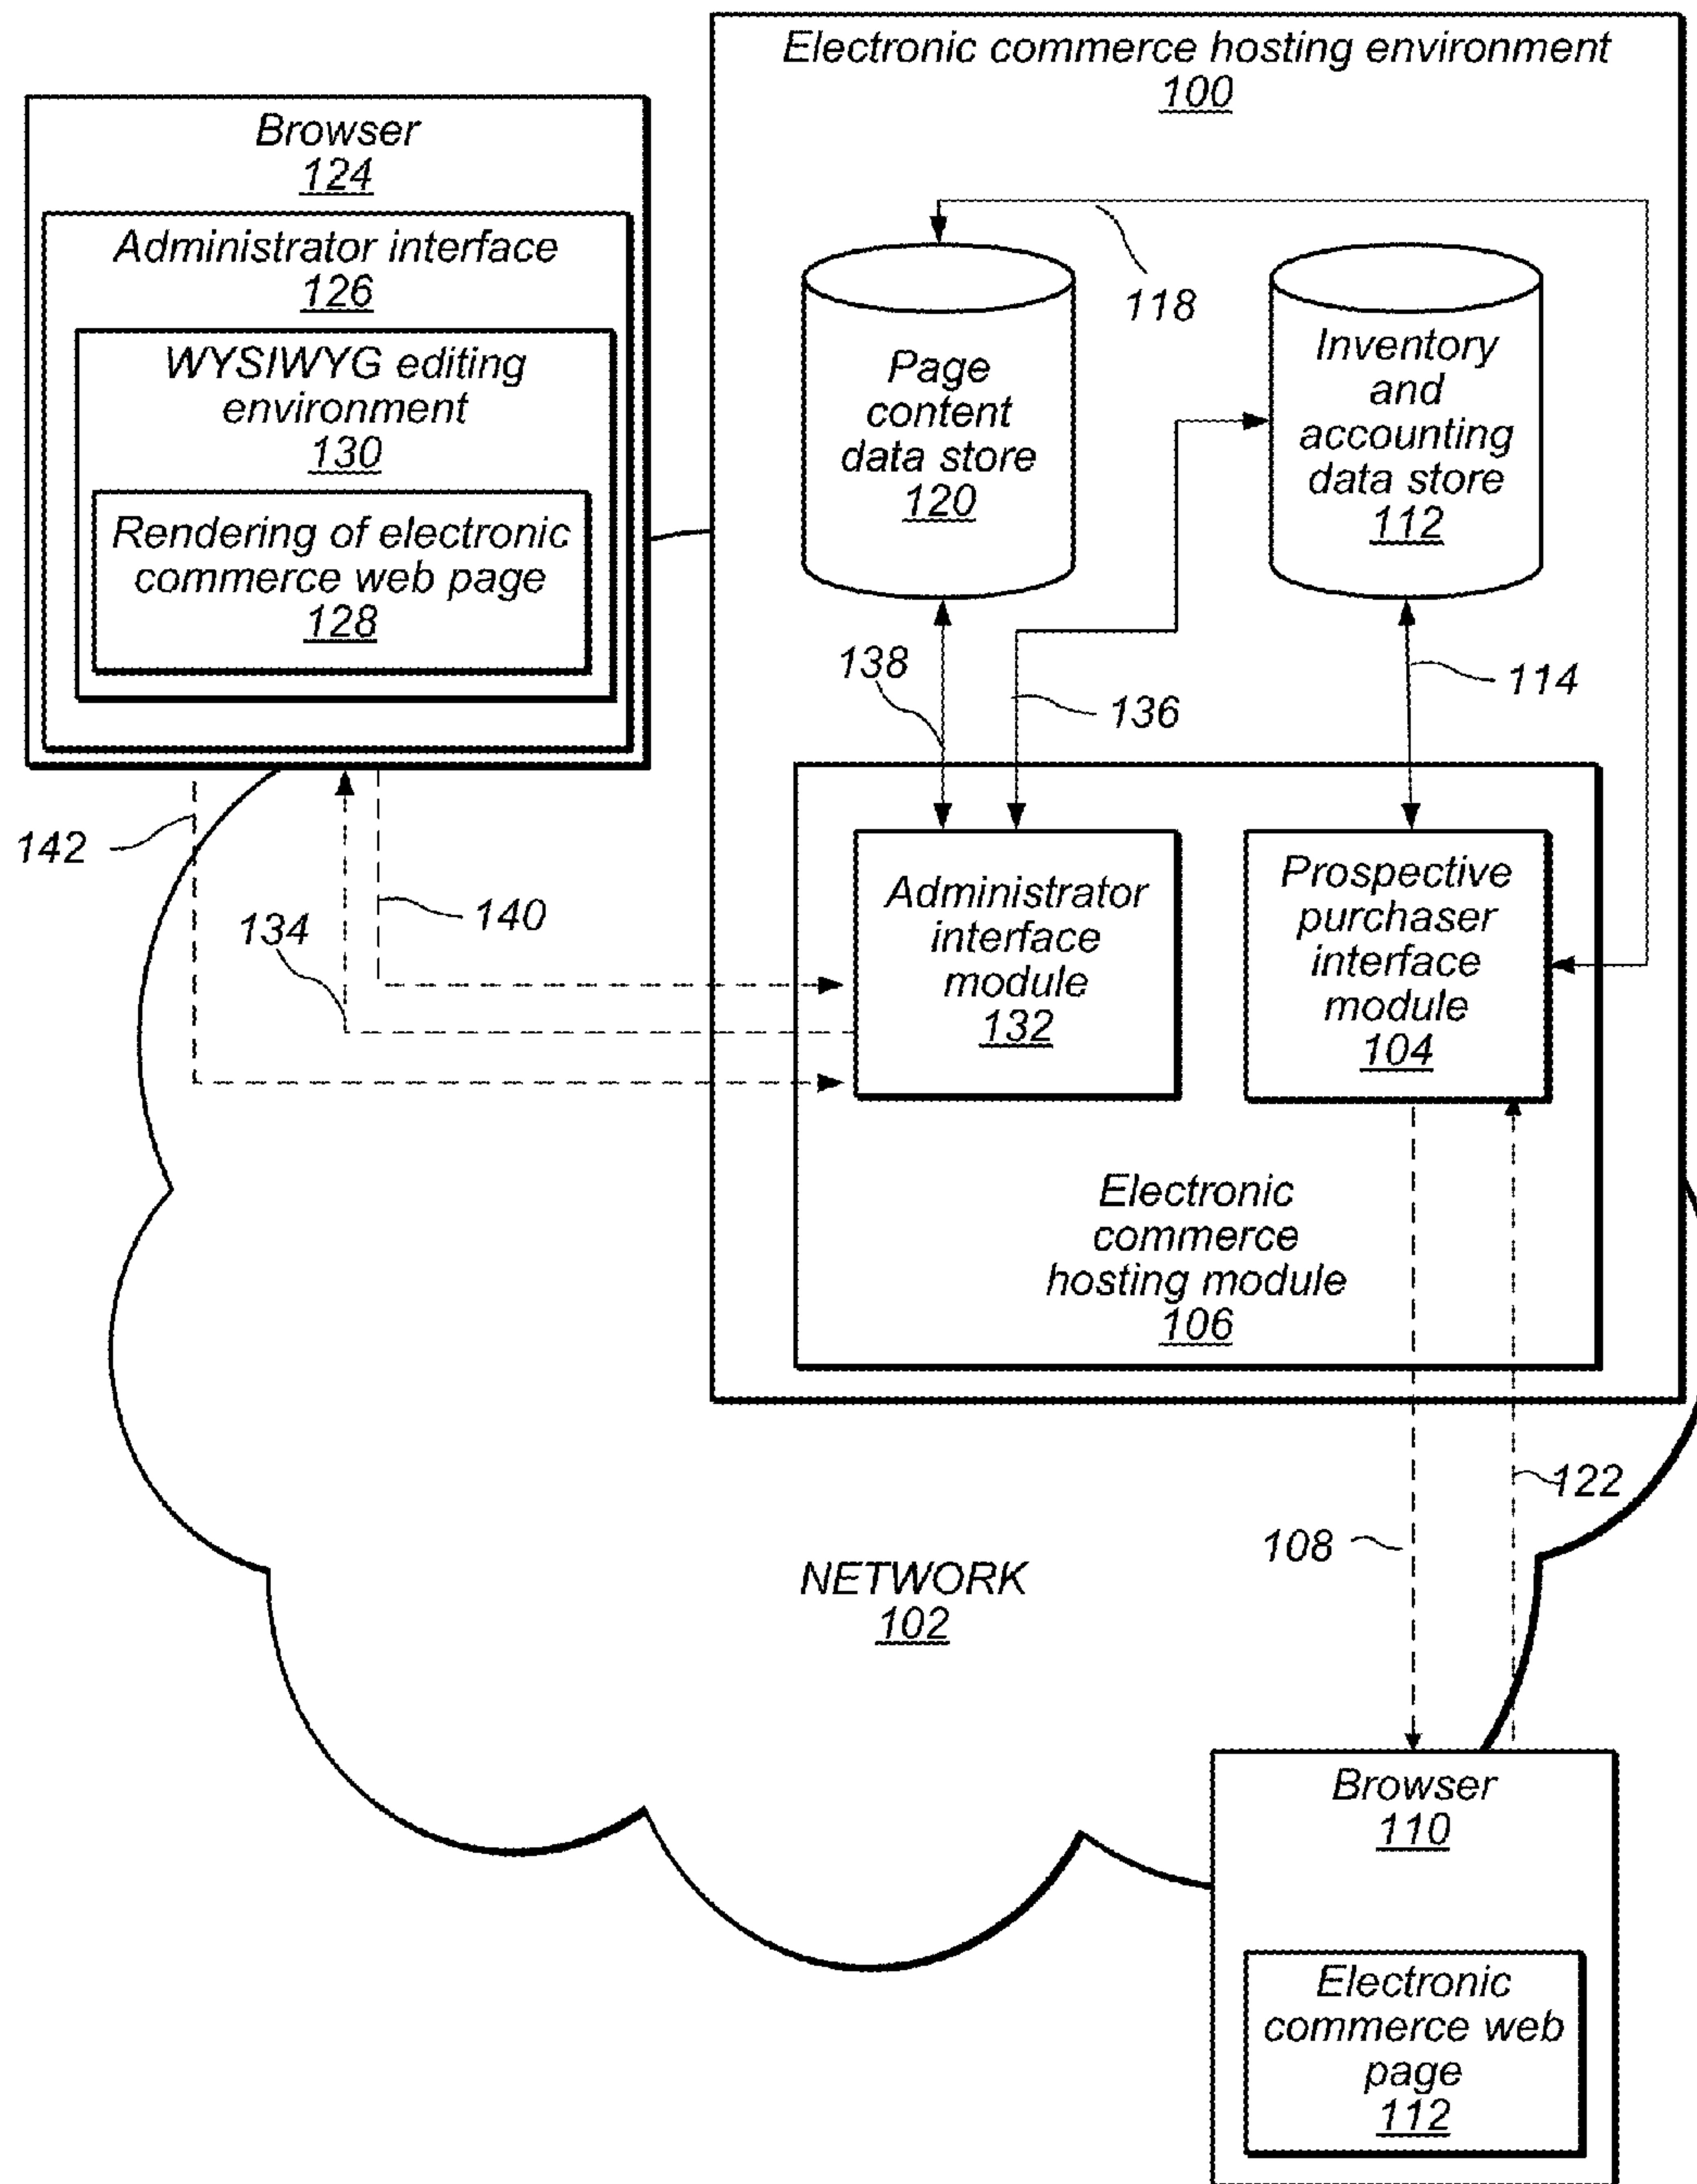 Electronic commerce hosting environment
100
Browser
124
Administrator interface
126
WYSIWYG editing
environment
130
Rendering of electronic
commerce web page
128
118
Page
content
data store
120
Inventory
and
accounting
data store
112
138
136
114
142
134
140
Administrator
interface
module
132
Prospective
purchaser
interface
module
104
Electronic
commerce
hosting module
106
122
108
NETWORK
102
Browser
110
Electronic
commerce web
page
112